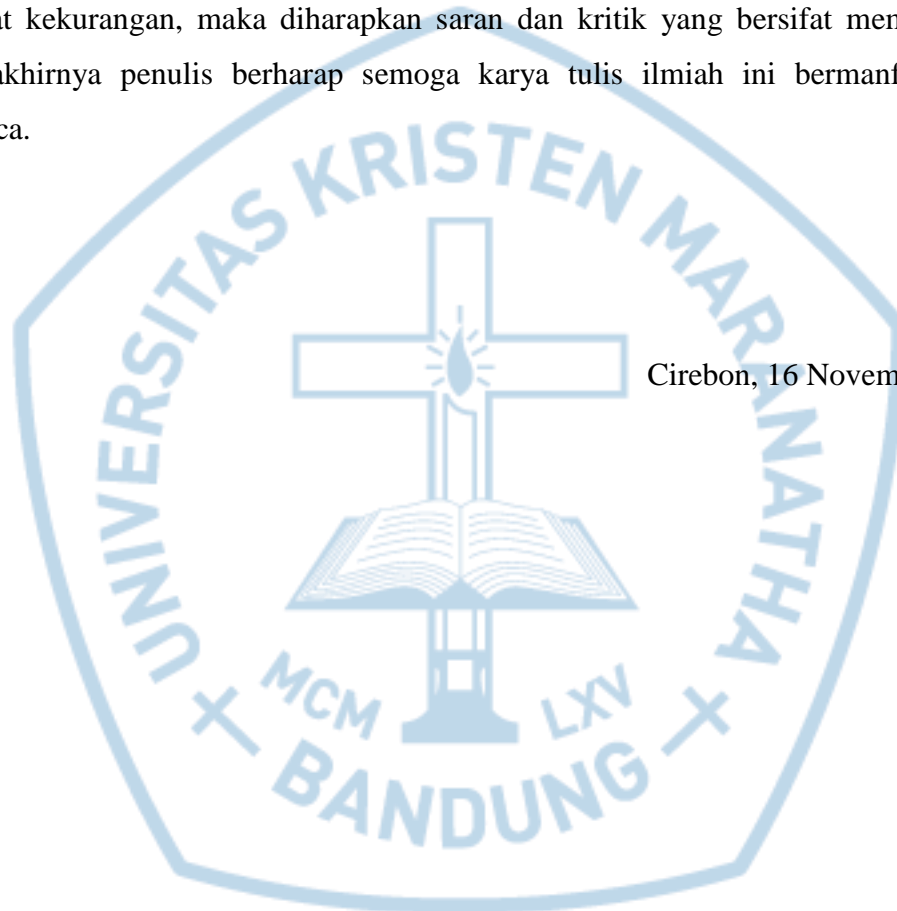 at kekurangan, maka diharapkan saran dan kritik yang bersifat mem
akhirnya penulis berharap semoga karya tulis ilmiah ini bermanf
ca.
UNIVERSITAS KRISTEN MARANATHA
Cirebon, 16 Novem
MCM LXV
BANDUNG